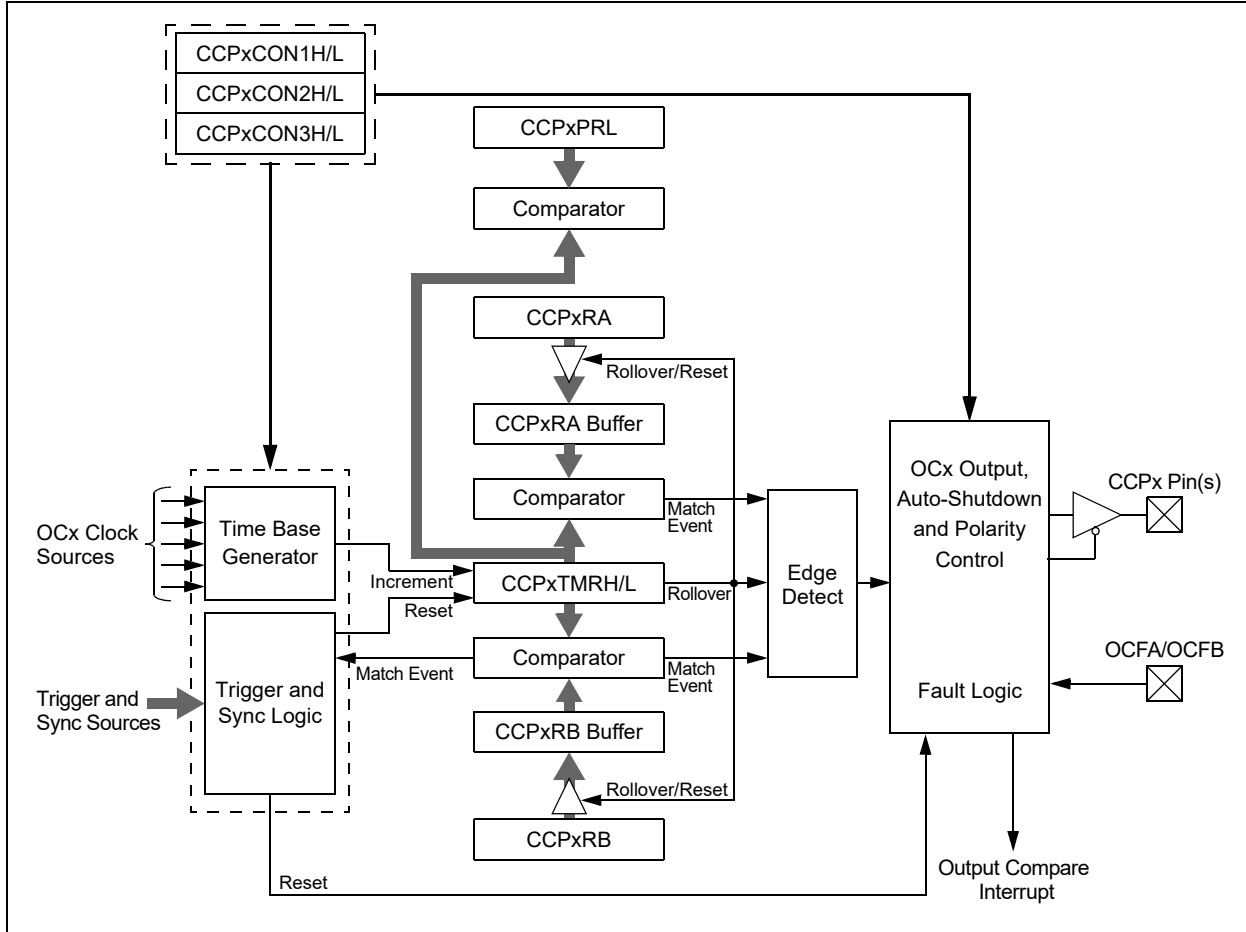 CCPxCON1H/L
CCPxCON2H/L
CCPxCON3H/L
CCPxPRL
Comparator
CCPxRA
Rollover/Reset
CCPxRA Buffer
Comparator
Match
Event
OCx Clock
Sources
Time Base
Generator
Increment
Reset
CCPxTMRH/L
Rollover
Edge
Detect
OCx Output,
Auto-Shutdown
and Polarity
Control
CCPx Pin(s)
Trigger and
Sync Sources
Trigger and
Sync Logic
Match Event
Comparator
Match
Event
Fault Logic
OCFA/OCFB
CCPxRB Buffer
Rollover/Reset
CCPxRB
Reset
Output Compare
Interrupt